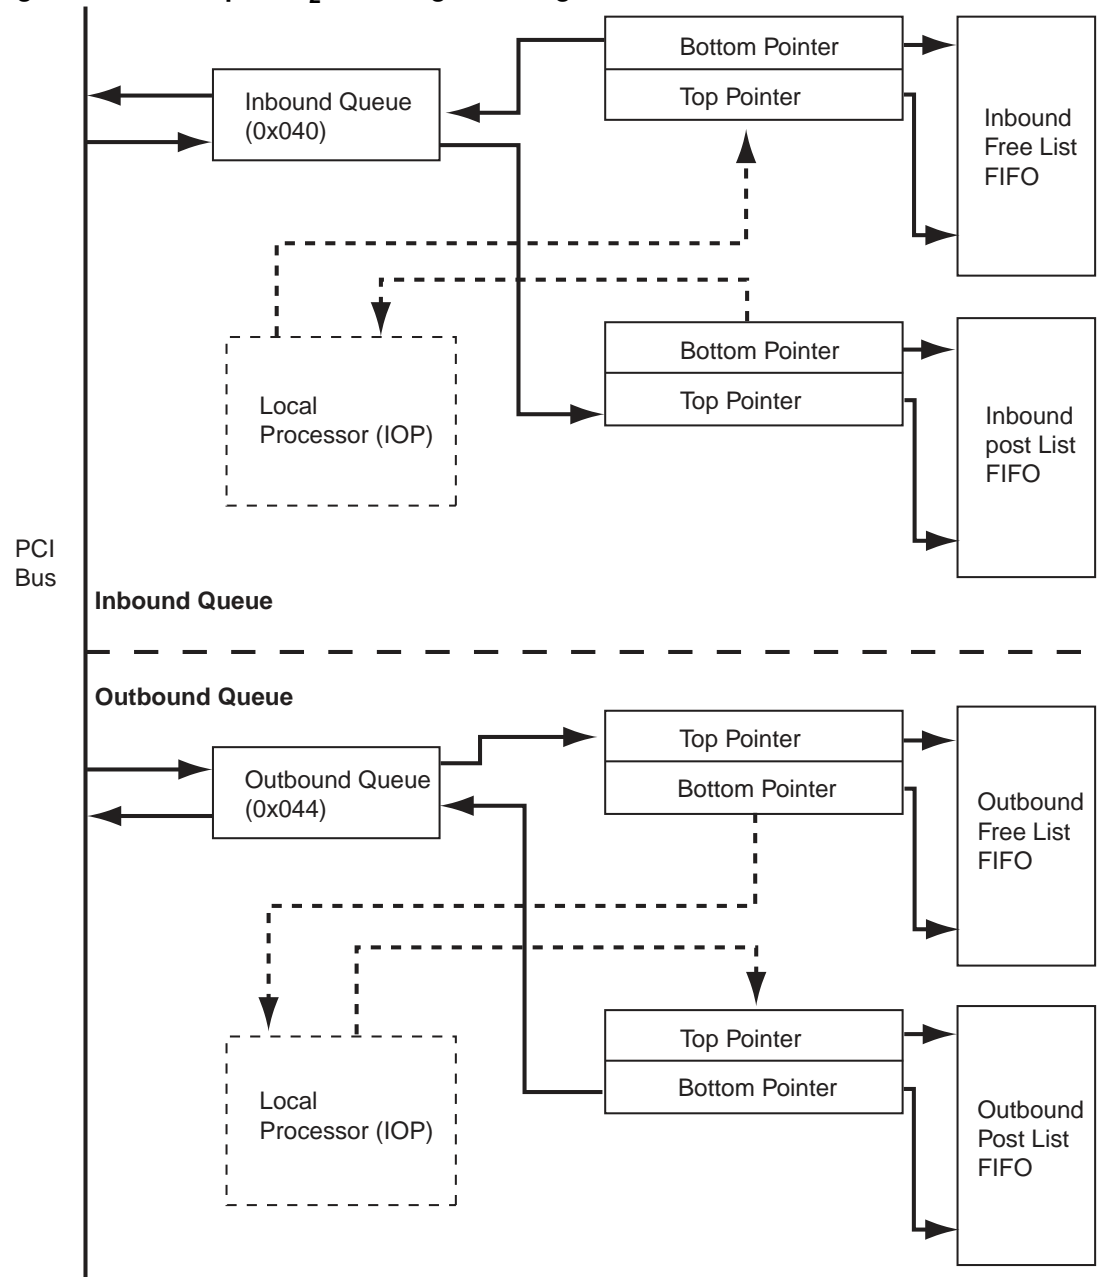 Bottom Pointer
Top Pointer
Inbound Queue
(0x040)
Inbound
Free List
FIFO
Bottom Pointer
Top Pointer
Local
Processor (IOP)
Inbound
post List
FIFO
PCI
Bus
Inbound Queue
Outbound Queue
Top Pointer
Bottom Pointer
Outbound Queue
(0x044)
Outbound
Free List
FIFO
Top Pointer
Bottom Pointer
Local
Processor (IOP)
Outbound
Post List
FIFO